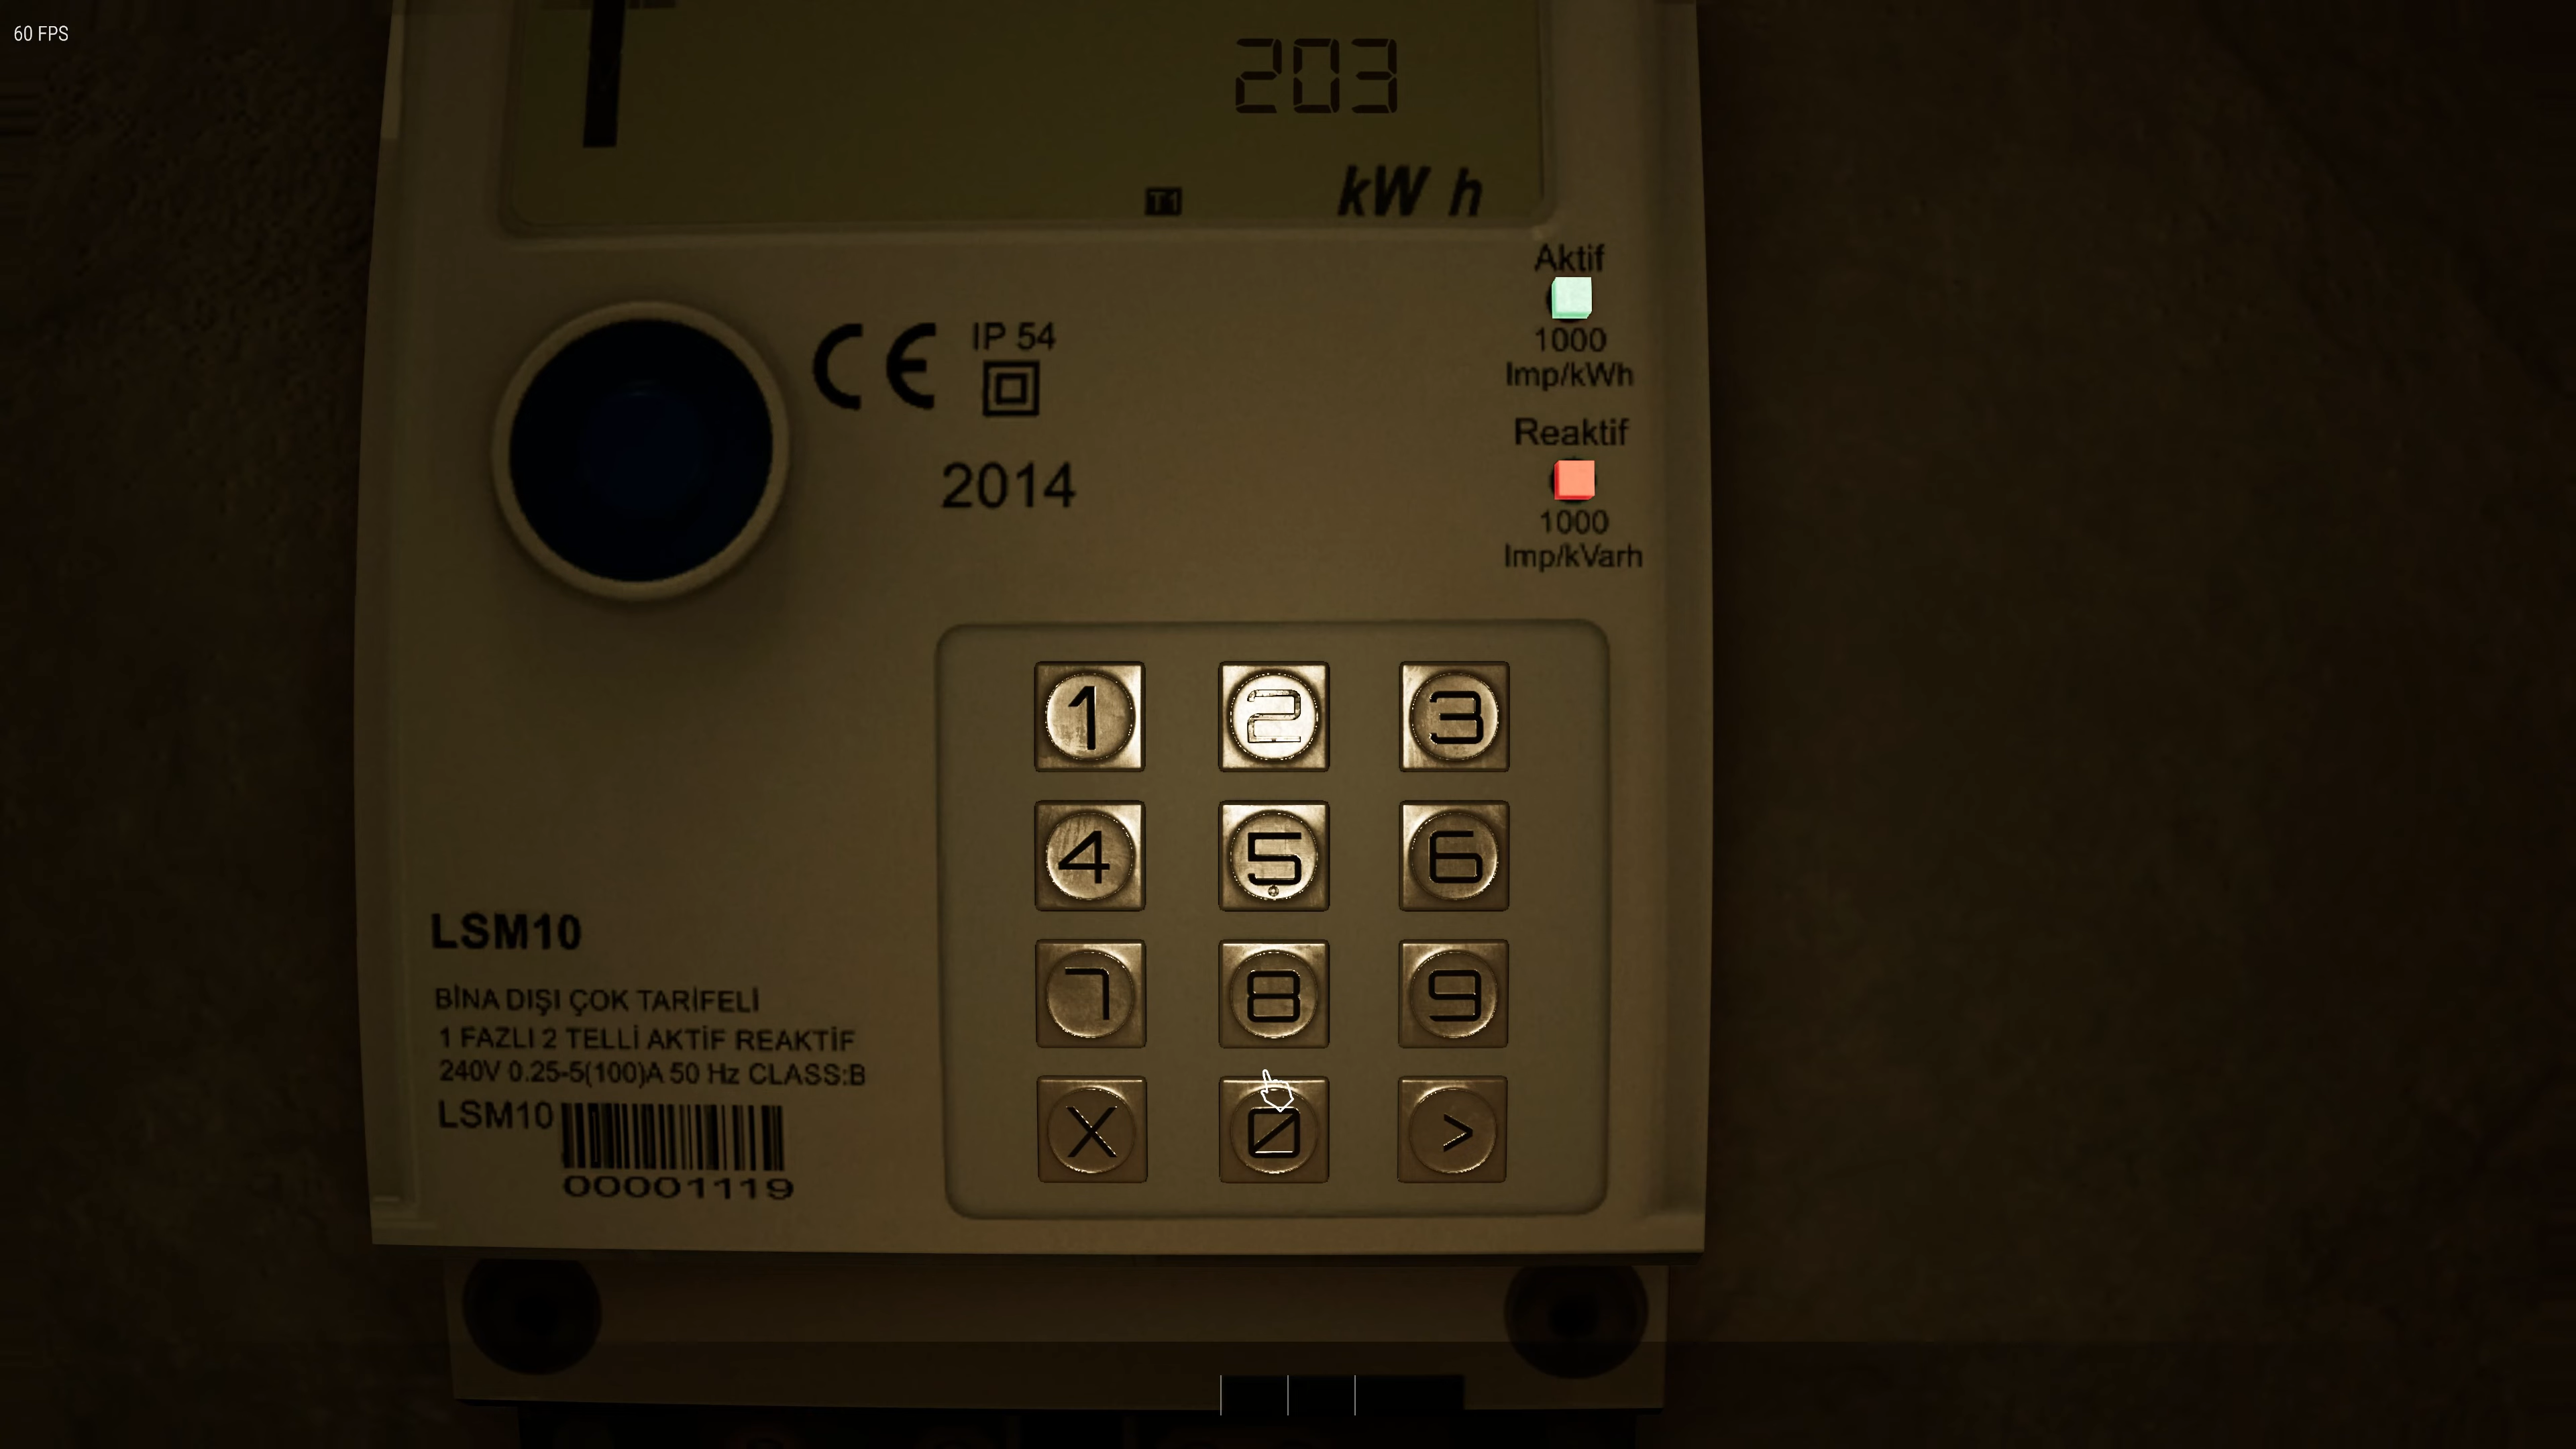 60 FPS
203
T1
kW h
Aktif
1000
Imp/kWh
Reaktif
1000
Imp/kVarh
CE
IP 54
2014
1 2 3
4 5 6
7 8 9
X 0 >
LSM10
BİNA DIŞI ÇOK TARİFELİ
1 FAZLI 2 TELLİ AKTİF REAKTİF
240V 0.25-5(100)A 50 Hz CLASS:B
LSM10
00001119